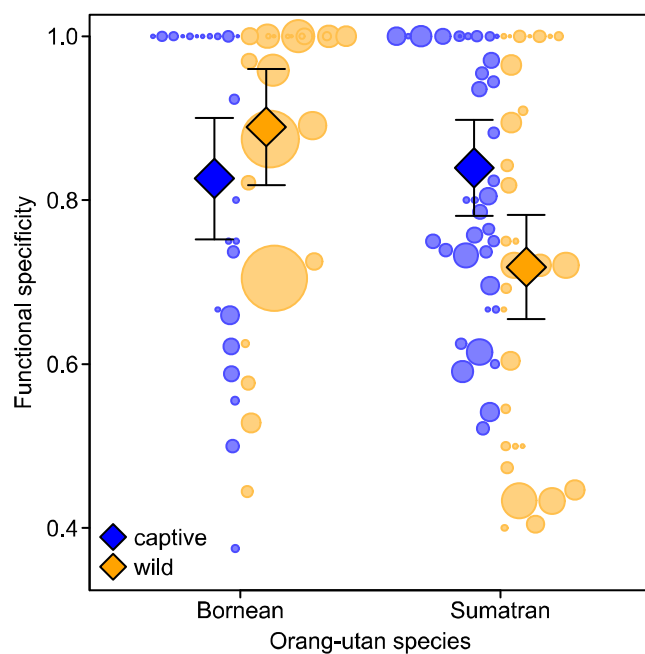 Functional specificity
1.0
0.8
0.6
0.4
captive
wild
Bornean
Sumatran
Orang-utan species